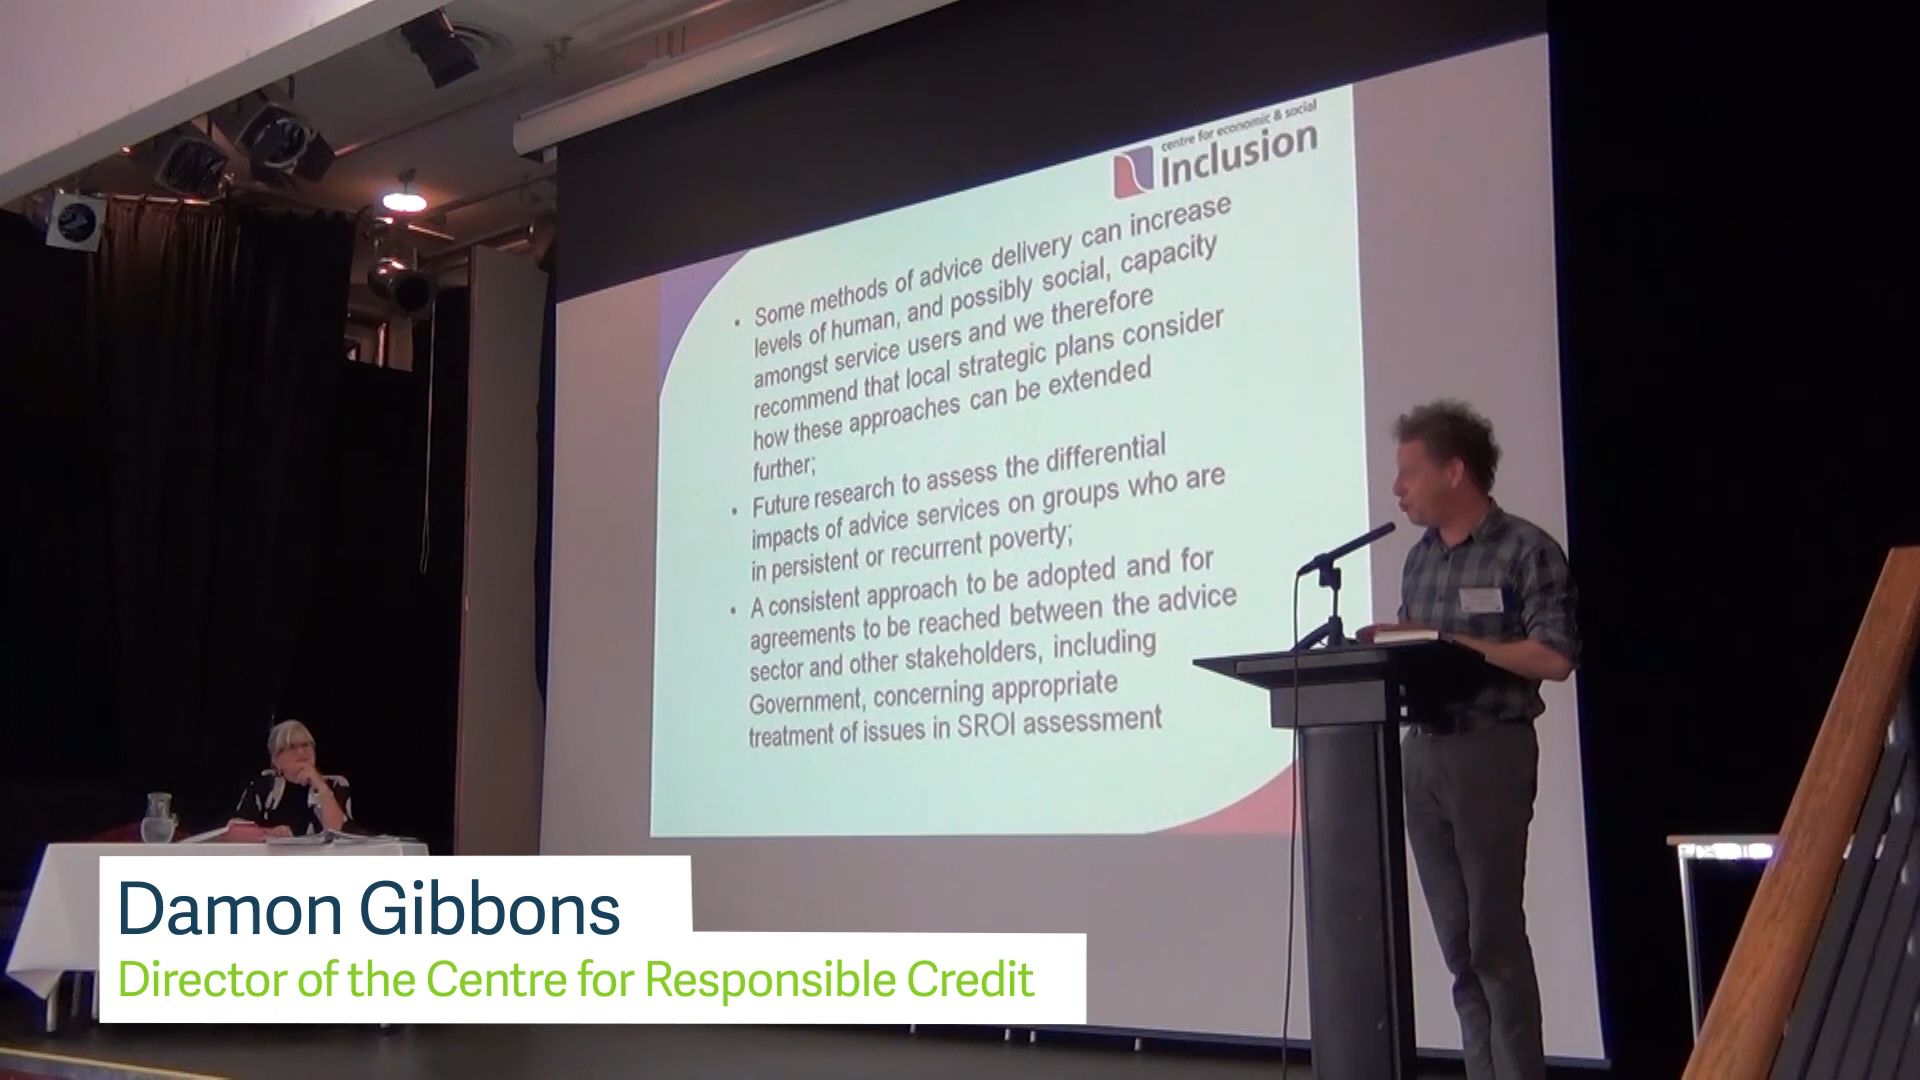 centre for economic & social
Inclusion
• Some methods of advice delivery can increase
levels of human, and possibly social, capacity
amongst service users and we therefore
recommend that local strategic plans consider
how these approaches can be extended
further;
• Future research to assess the differential
impacts of advice services on groups who are
in persistent or recurrent poverty;
• A consistent approach to be adopted and for
agreements to be reached between the advice
sector and other stakeholders, including
Government, concerning appropriate
treatment of issues in SROI assessment
Damon Gibbons
Director of the Centre for Responsible Credit